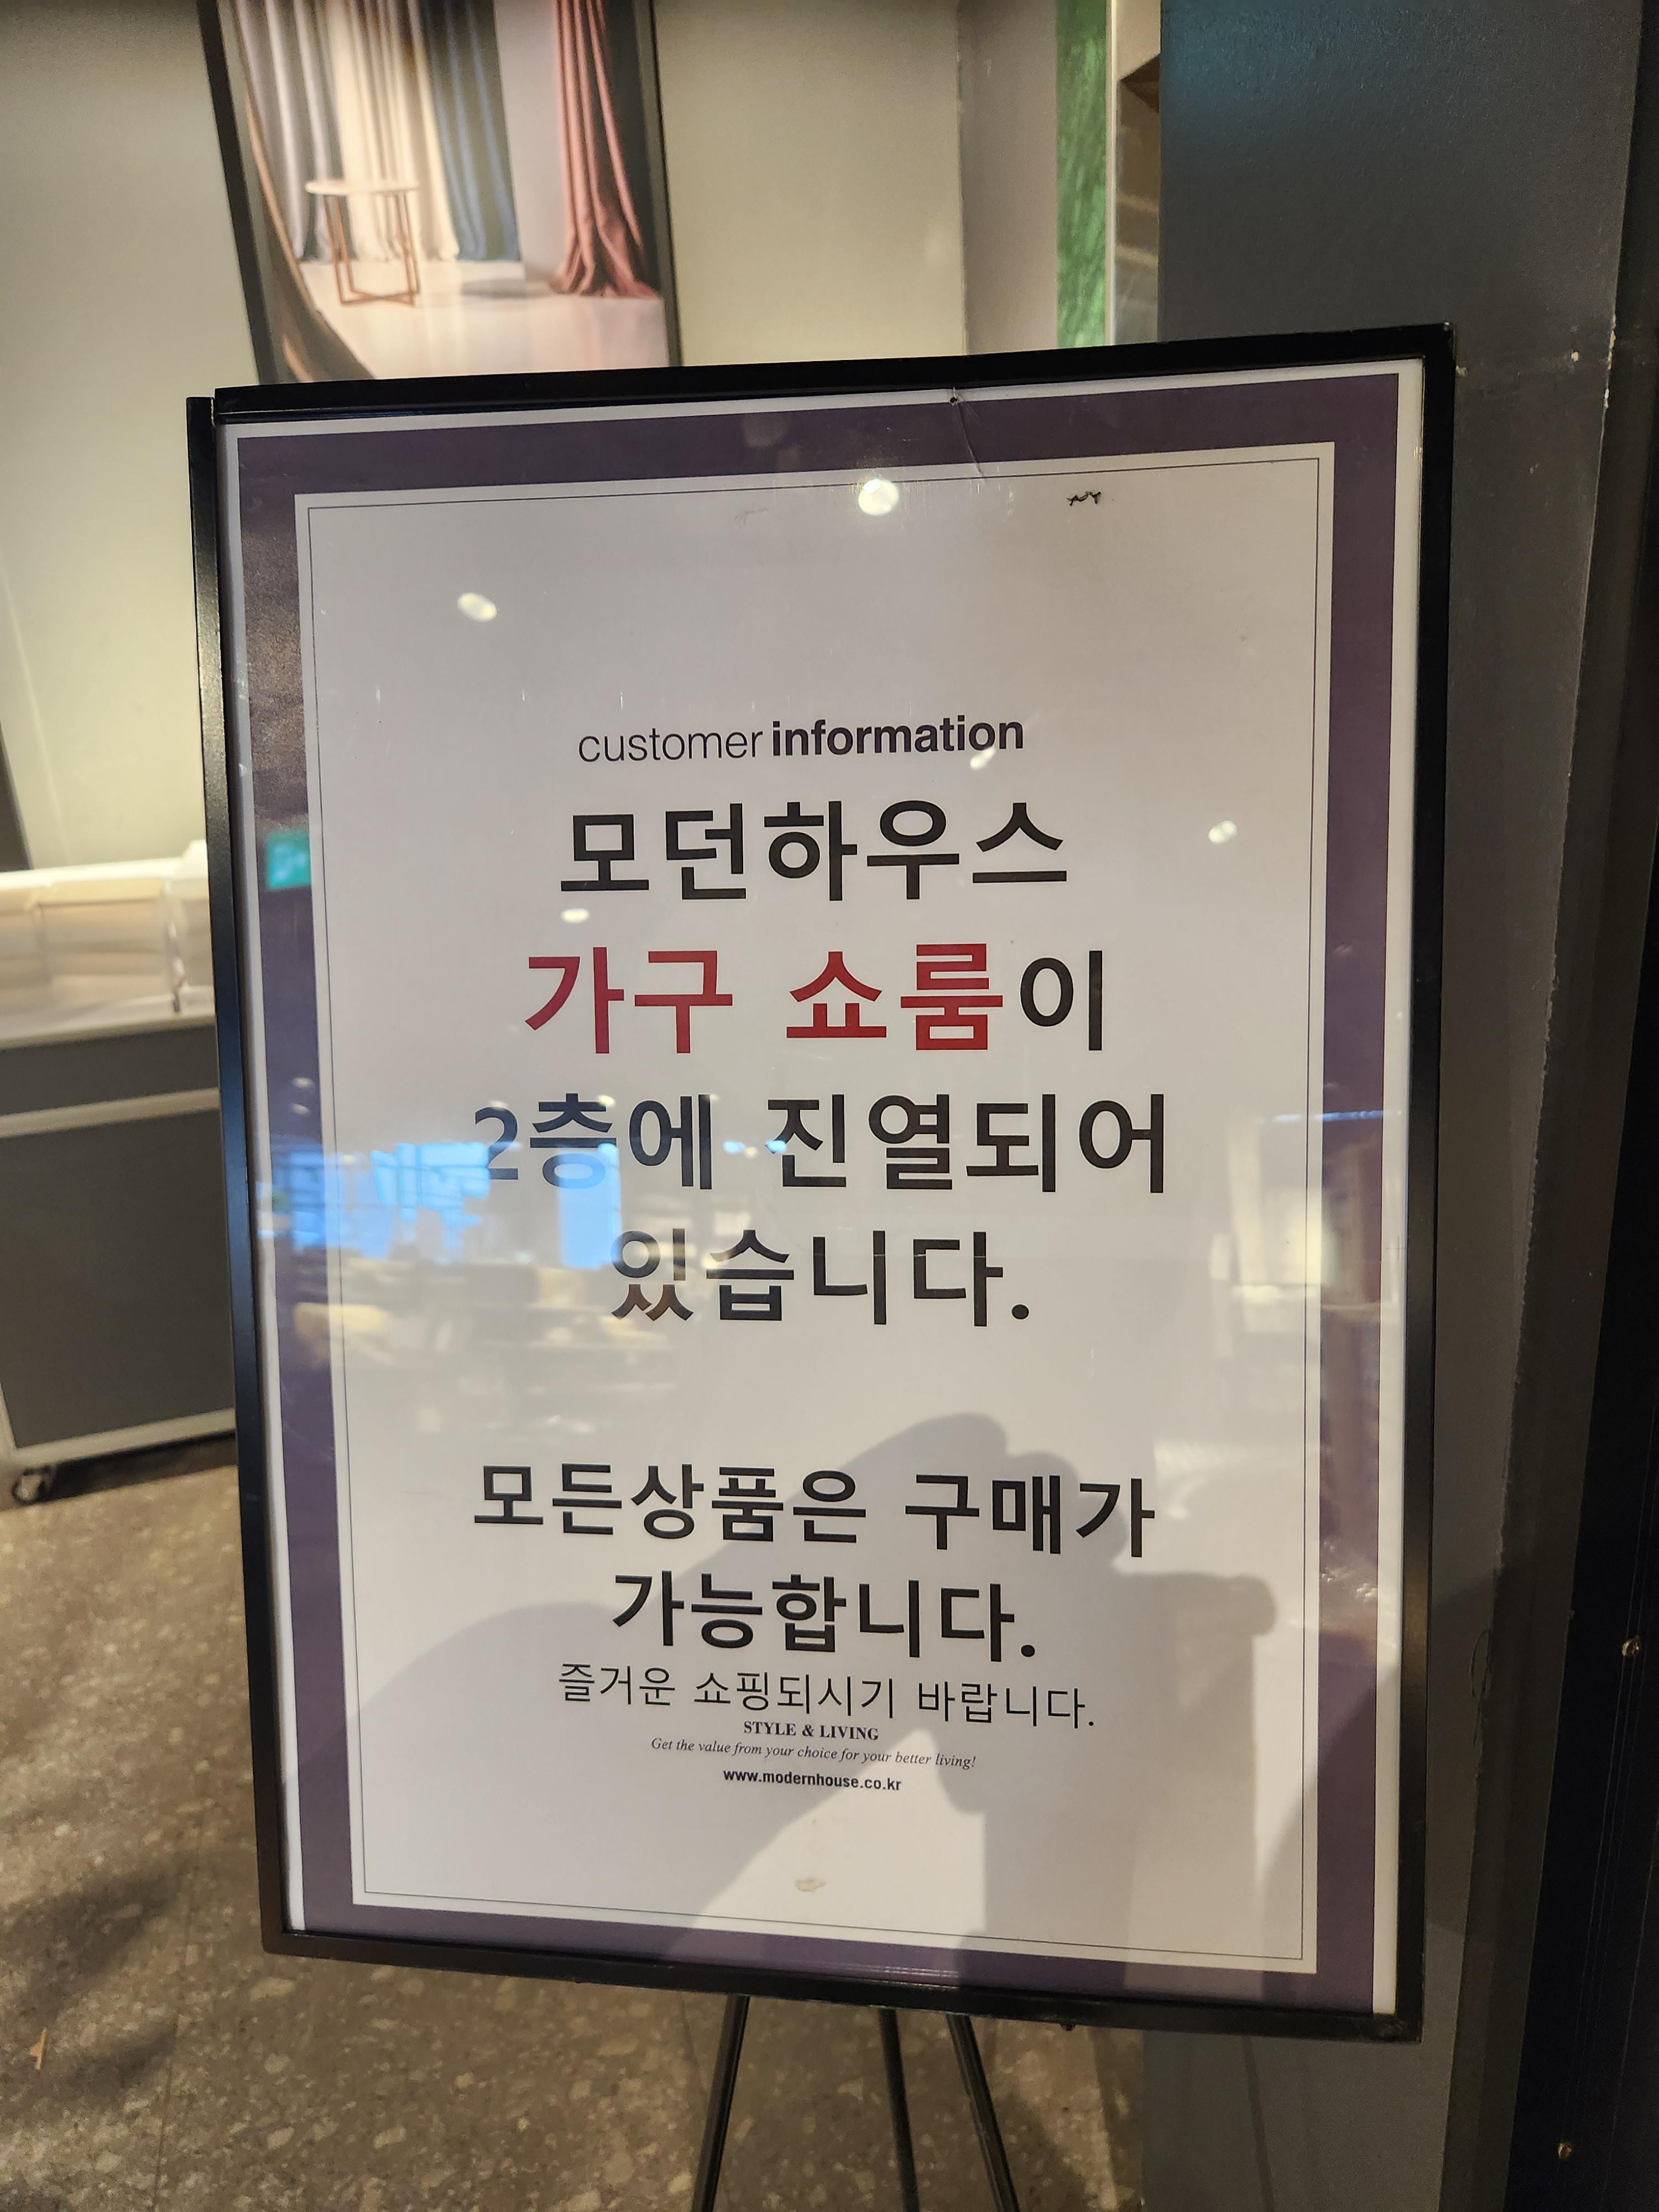 customer information
모던하우스
가구 쇼룸이
2층에 진열되어
있습니다.
모든상품은 구매가
가능합니다.
즐거운 쇼핑되시기 바랍니다.
STYLE & LIVING
Get the value from your choice for your better living!
www.modernhouse.co.kr